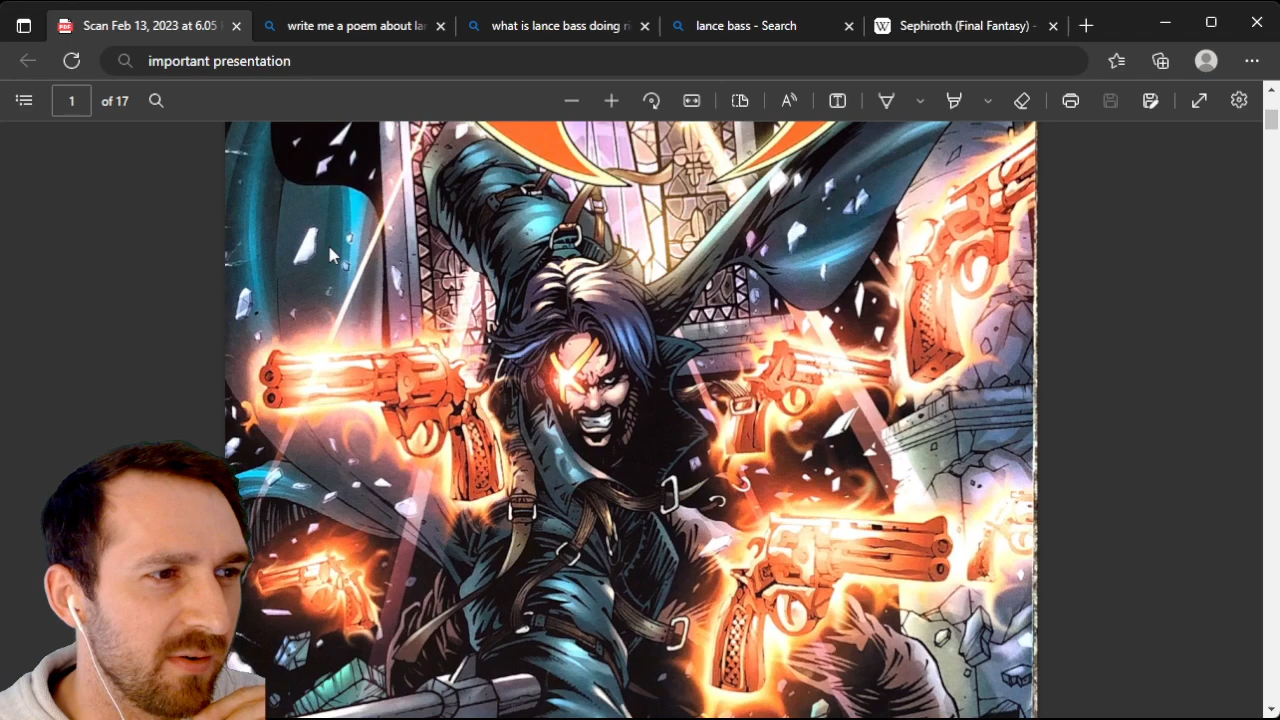 Scan Feb 13, 2023 at 6.05
write me a poem about la
what is lance bass doing ri
lance bass - Search
W
Sephiroth (Final Fantasy) -
important presentation
1
of 17